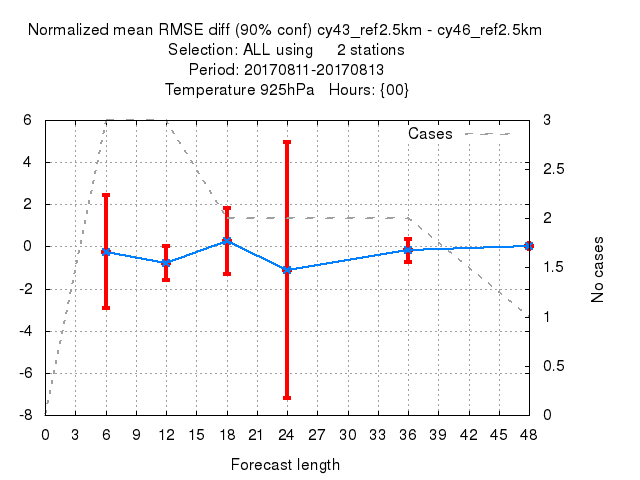 Normalized mean RMSE diff (90% conf) cy43_ref2.5km - cy46_ref2.5km
Selection: ALL using 2 stations
Period: 20170811-20170813
Temperature 925hPa Hours: {00}
Cases
6
4
2
0
-2
-4
-6
-8
3
2.5
2
1.5
1
0.5
0
No cases
0 3 6 9 12 15 18 21 24 27 30 33 36 39 42 45 48
Forecast length